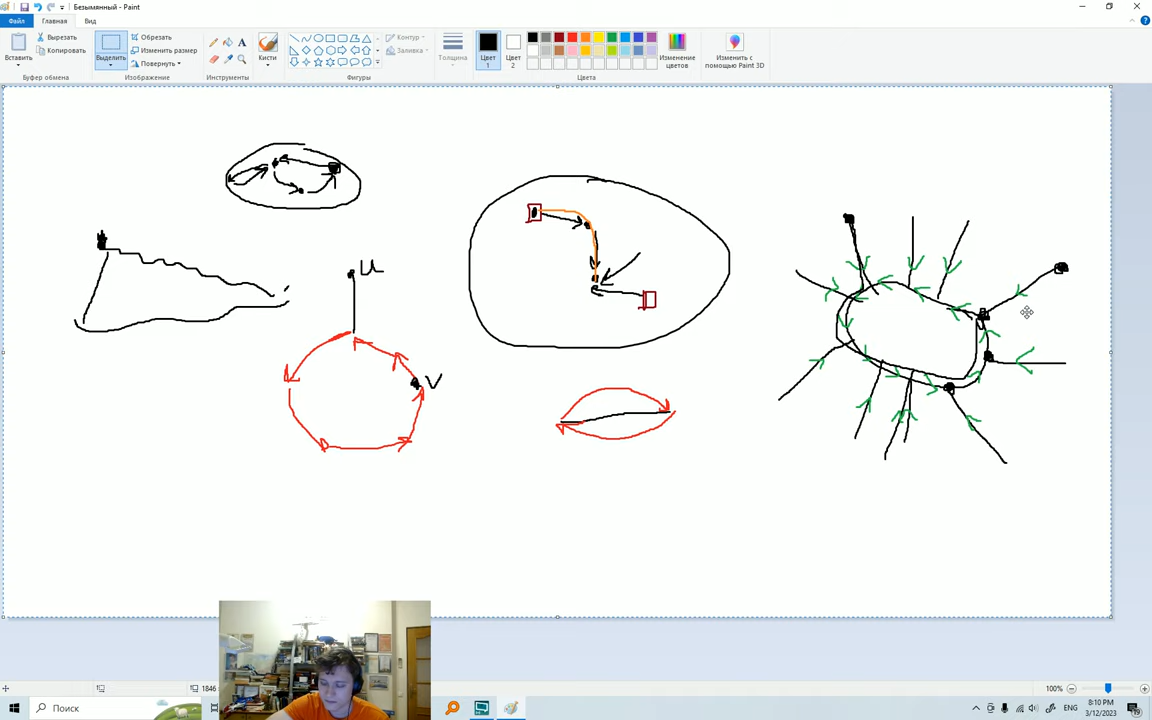 Безымянный - Paint
Файл Главная Вид
Вставить
Вырезать
Копировать
Буфер обмена
Выделить
Обрезать
Изменить размер
Повернуть
Изображение
A
Инструменты
Кисти
Контур
Заливка
Фигуры
Толщина
Цвет 1
Цвет 2
Изменение цветов
Цвета
Изменить с помощью Paint 3D
u
v
1846
100%
Поиск
ENG
8:10 PM
3/12/2023